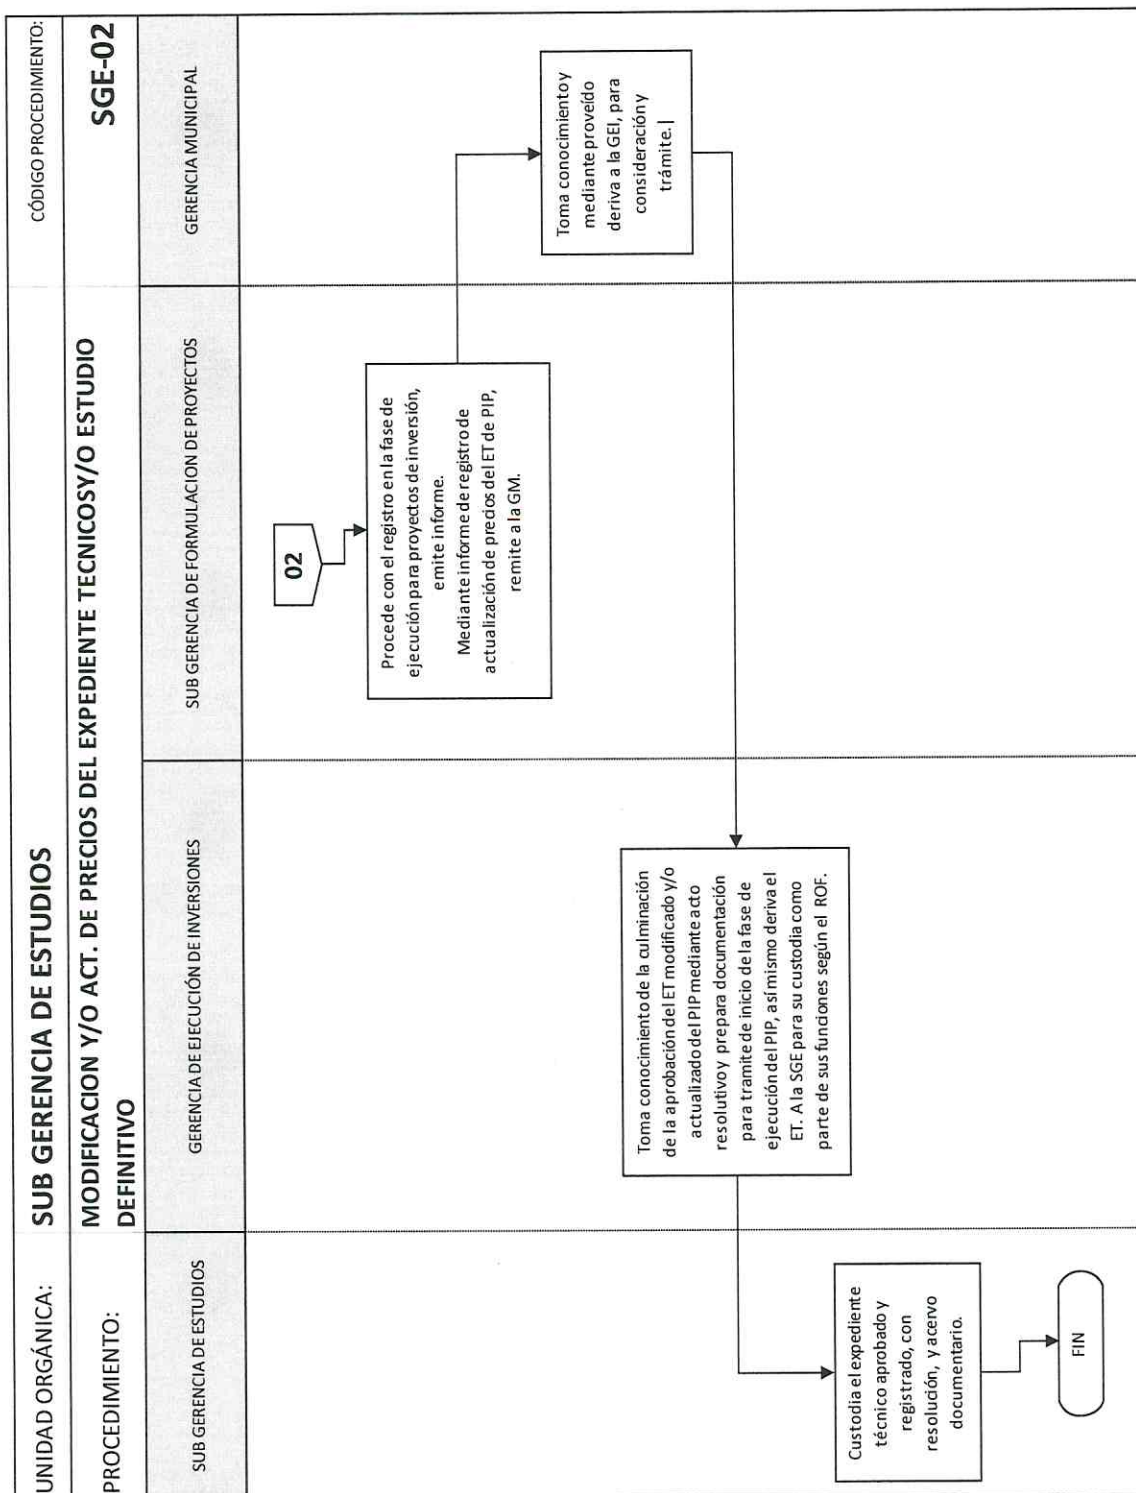 UNIDAD ORGÁNICA:
SUB GERENCIA DE ESTUDIOS
CÓDIGO PROCEDIMIENTO:
PROCEDIMIENTO:
MODIFICACION Y/O ACT. DE PRECIOS DEL EXPEDIENTE TECNICOSY/O ESTUDIO
DEFINITIVO
SGE-02
SUB GERENCIA DE ESTUDIOS
GERENCIA DE EJECUCIÓN DE INVERSIONES
SUB GERENCIA DE FORMULACION DE PROYECTOS
GERENCIA MUNICIPAL
02
Procede con el registro en la fase de
ejecución para proyectos de inversión,
emite informe.
Mediante informe de registro de
actualización de precios del ET de PIP,
remite a la GM.
Toma conocimiento y
mediante proveído
deriva a la GEI, para
consideración y
trámite.
Toma conocimiento de la culminación
de la aprobación del ET modificado y/o
actualizado del PIP mediante acto
resolutivo y prepara documentación
para tramite de inicio de la fase de
ejecución del PIP, así mismo deriva el
ET. A la SGE para su custodia como
parte de sus funciones según el ROF.
Custodia el expediente
técnico aprobado y
registrado, con
resolución, y acervo
documentario.
FIN